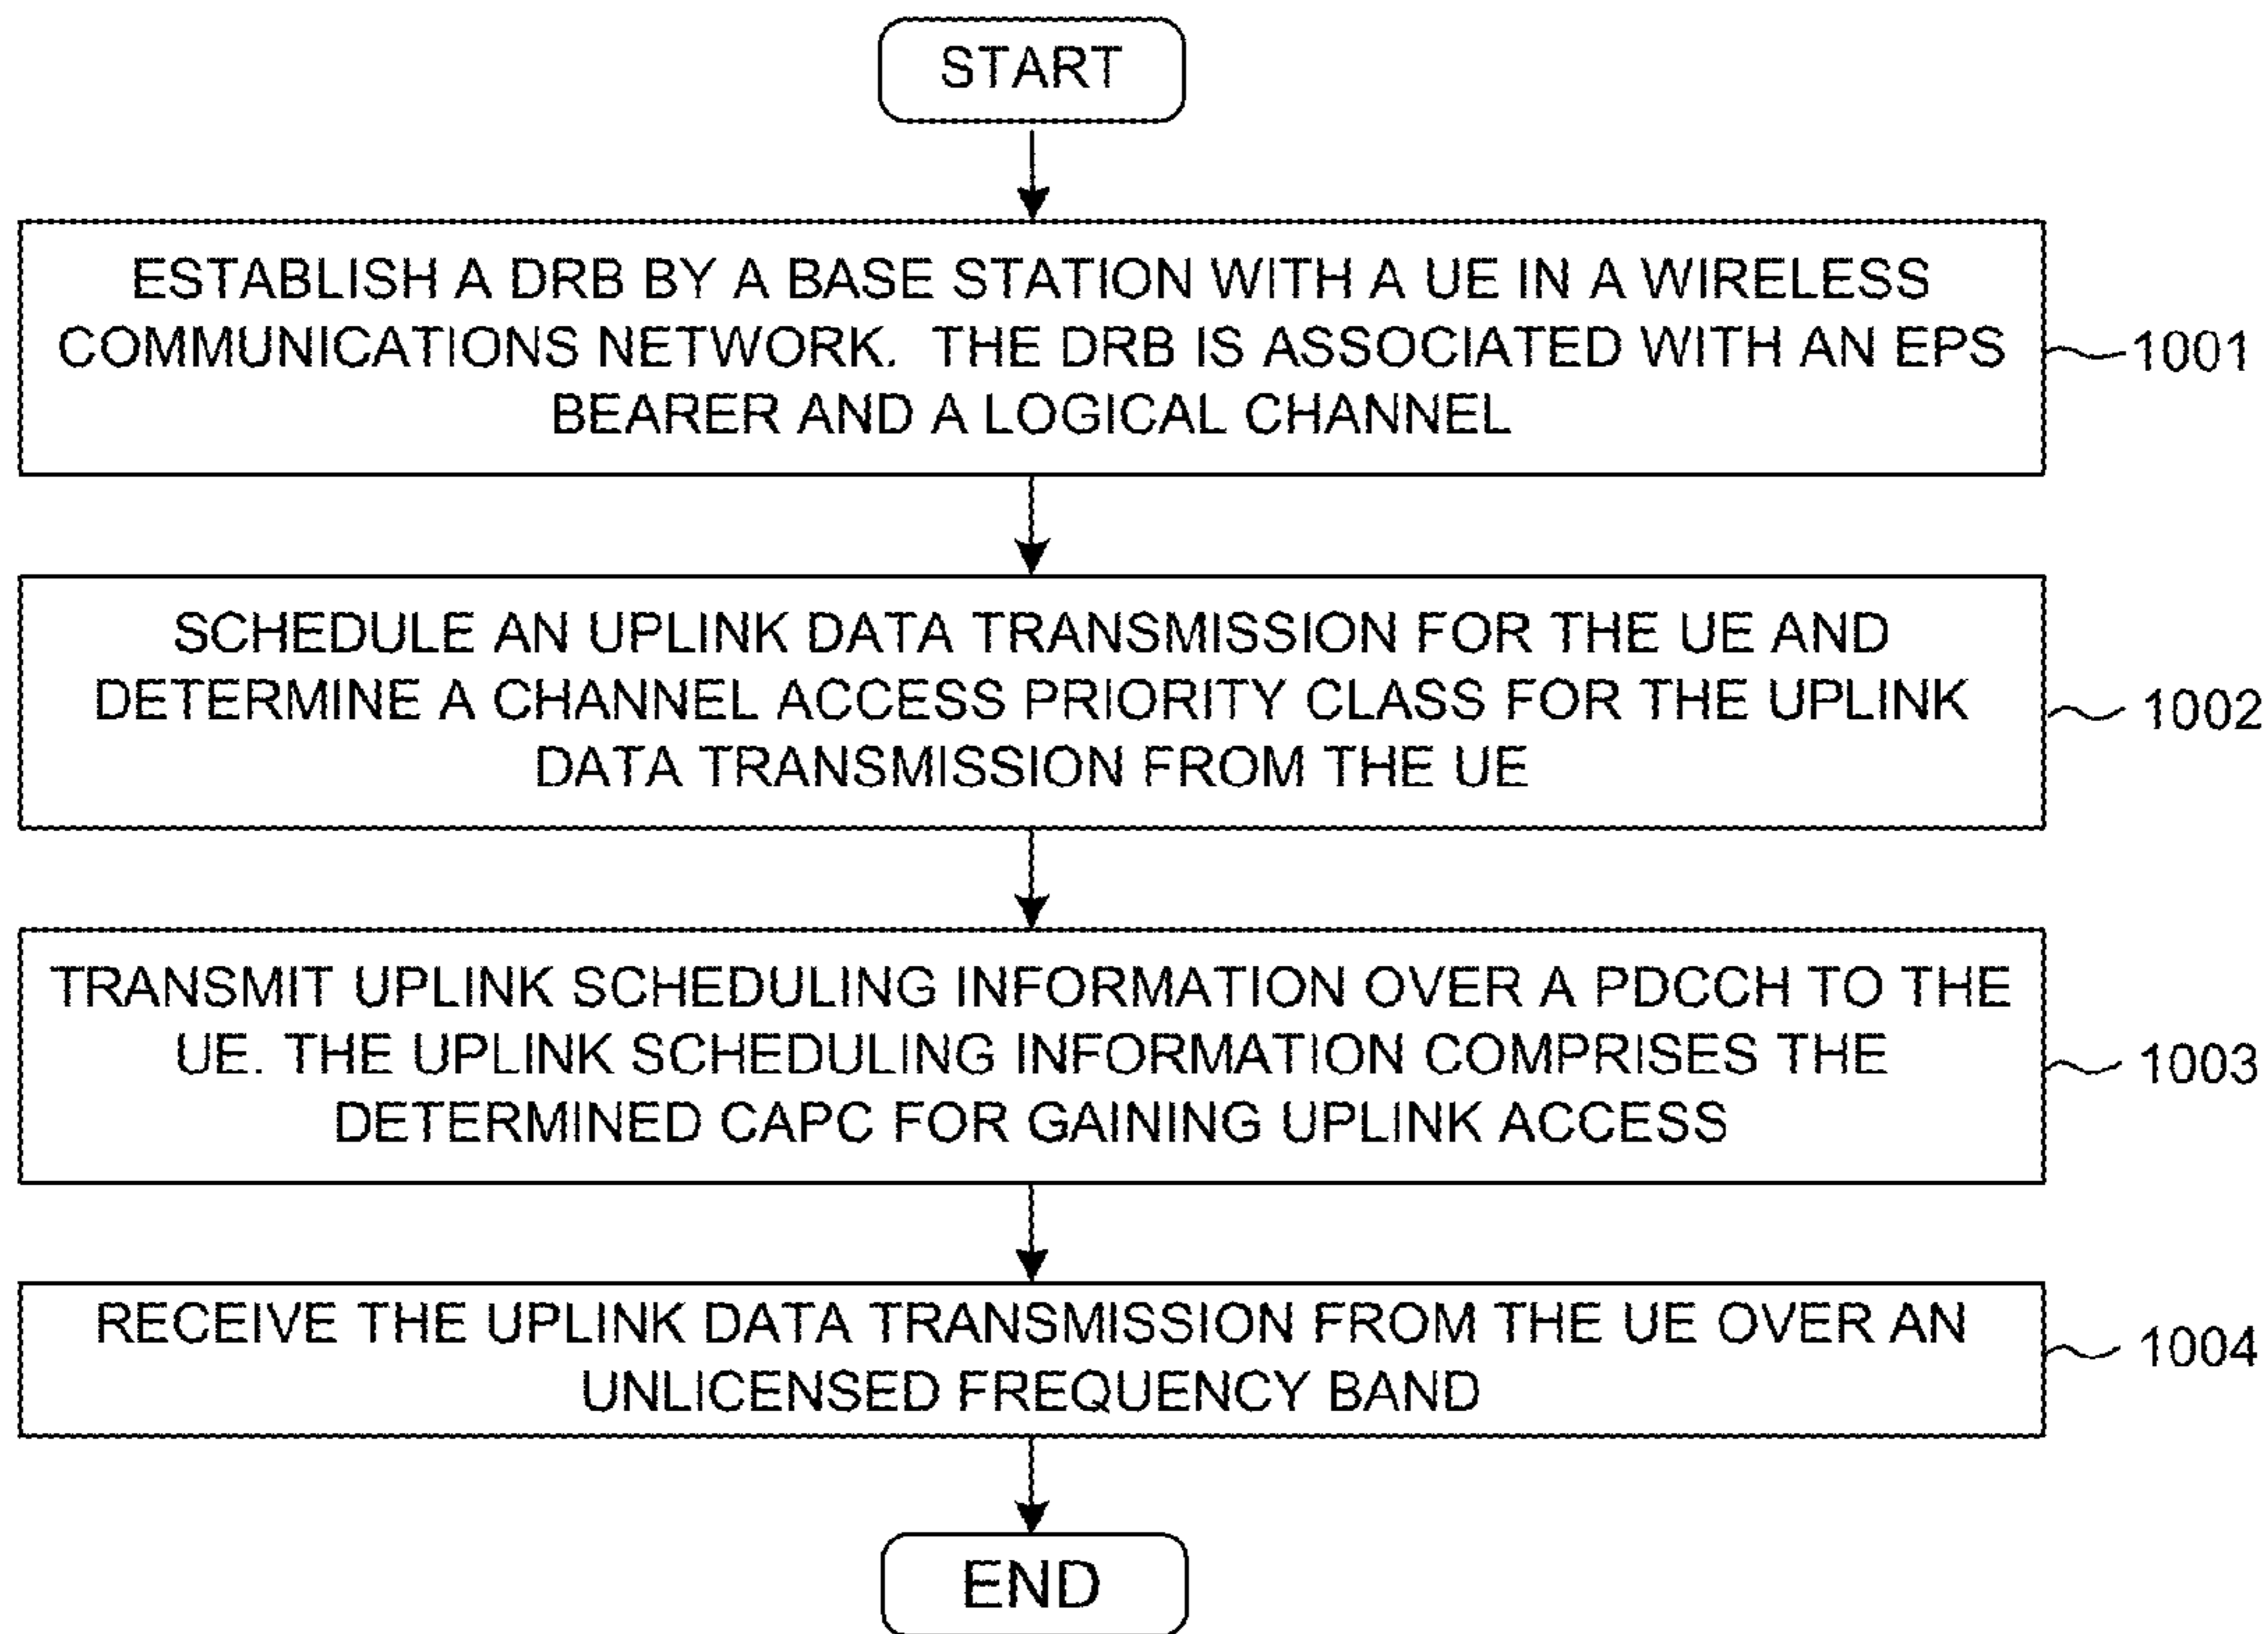 START
ESTABLISH A DRB BY A BASE STATION WITH A UE IN A WIRELESS
COMMUNICATIONS NETWORK. THE DRB IS ASSOCIATED WITH AN EPS
BEARER AND A LOGICAL CHANNEL
1001
SCHEDULE AN UPLINK DATA TRANSMISSION FOR THE UE AND
DETERMINE A CHANNEL ACCESS PRIORITY CLASS FOR THE UPLINK
DATA TRANSMISSION FROM THE UE
1002
TRANSMIT UPLINK SCHEDULING INFORMATION OVER A PDCCH TO THE
UE. THE UPLINK SCHEDULING INFORMATION COMPRISES THE
DETERMINED CAPC FOR GAINING UPLINK ACCESS
1003
RECEIVE THE UPLINK DATA TRANSMISSION FROM THE UE OVER AN
UNLICENSED FREQUENCY BAND
1004
END